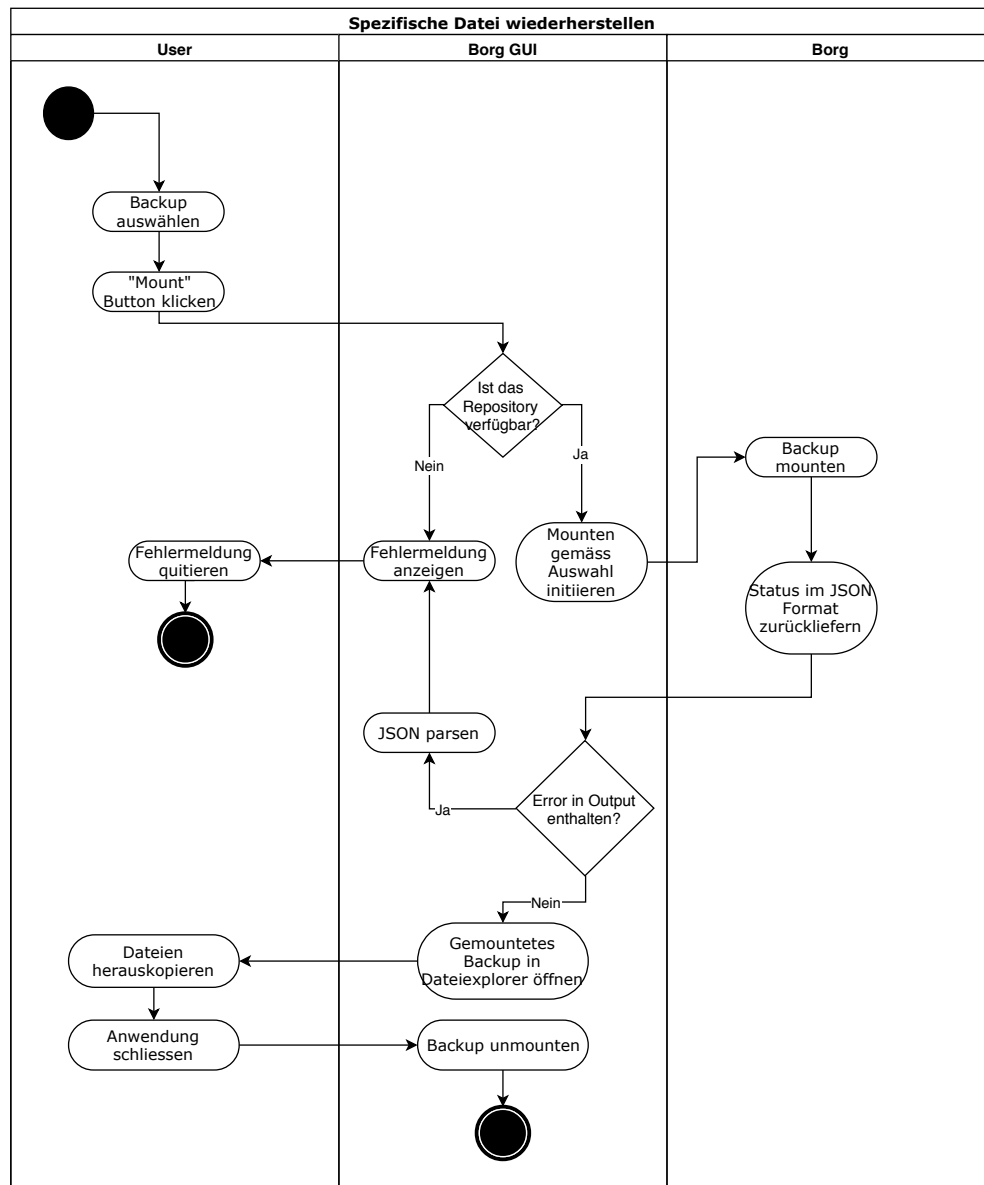 Spezifische Datei wiederherstellen
User
Borg GUI
Borg
Backup
auswählen
"Mount"
Button klicken
Ist das
Repository
verfügbar?
Nein
Ja
Backup
mounten
Fehlermeldung
quitieren
Fehlermeldung
anzeigen
Mounten
gemäss
Auswahl
initiieren
Status im JSON
Format
zurückliefern
JSON parsen
Error in Output
enthalten?
Ja
Nein
Dateien
herauskopieren
Gemountetes
Backup in
Dateiexplorer öffnen
Anwendung
schliessen
Backup unmounten